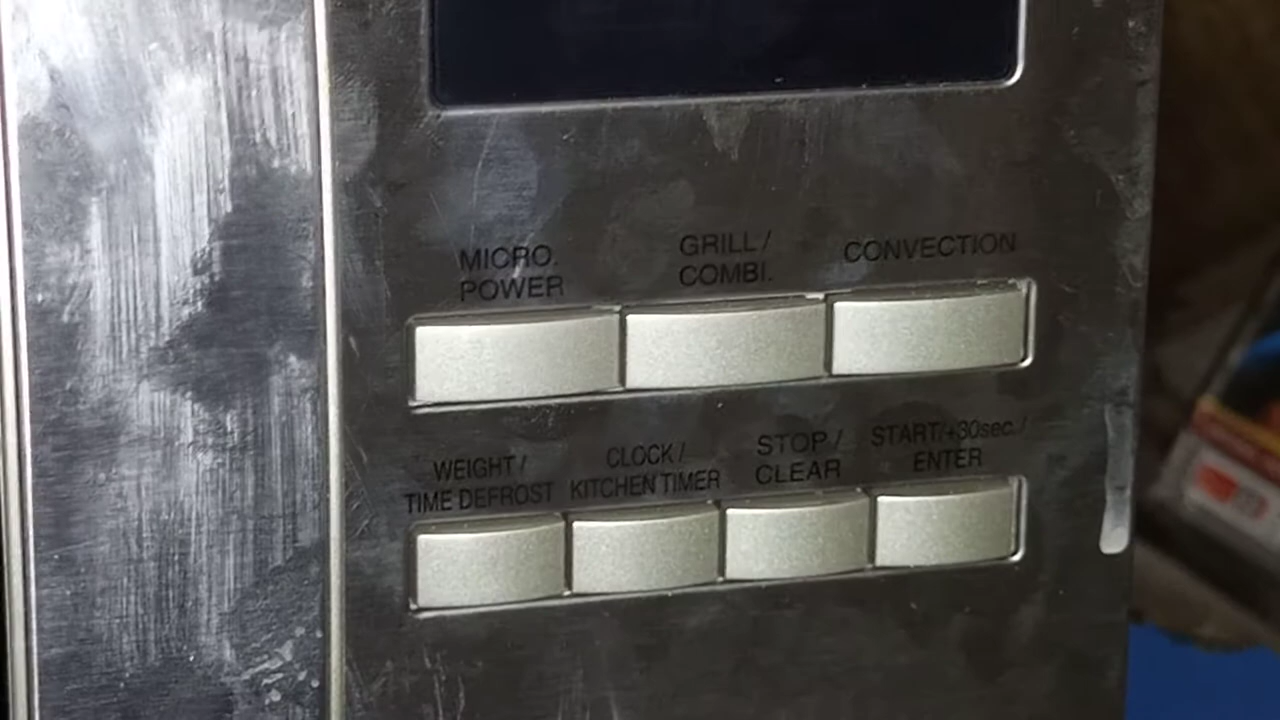 MICRO.
POWER
GRILL /
COMBI.
CONVECTION
WEIGHT /
TIME DEFROST
CLOCK /
KITCHEN TIMER
STOP /
CLEAR
START/+30sec. /
ENTER